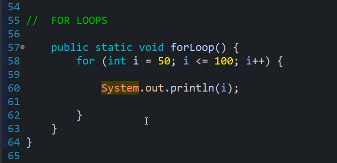 54
55 //  FOR LOOPS
56
57 public static void forLoop() {
58 for (int i = 50; i <= 100; i++) {
59
60 System.out.println(i);
61
62 }
63 }
64 }
65